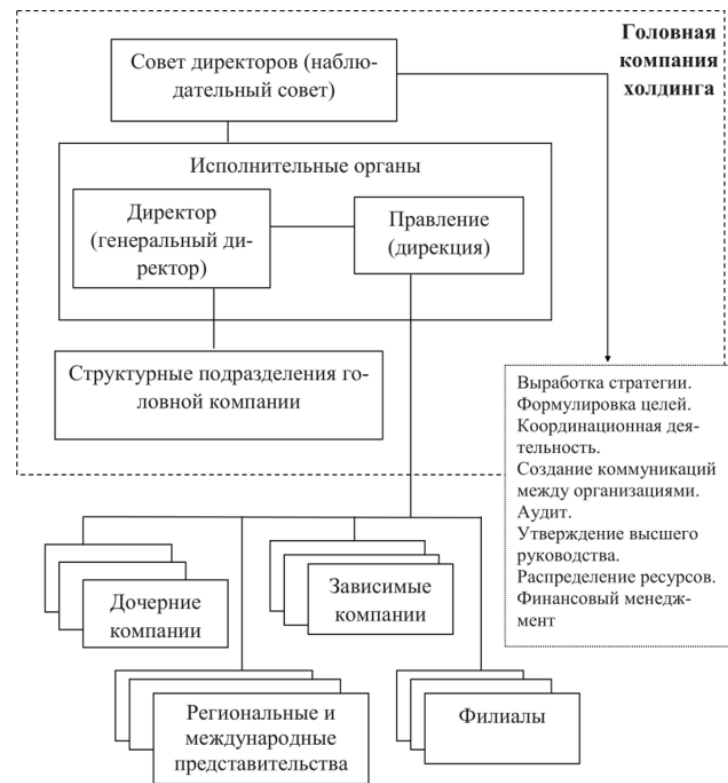 Головная
компания
холдинга
Совет директоров (наблю-
дательный совет)
Исполнительные органы
Директор
(генеральный ди-
ректор)
Правление
(дирекция)
Структурные подразделения го-
ловной компании
Выработка стратегии.
Формулировка целей.
Координационная дея-
тельность.
Создание коммуникаций
между организациями.
Аудит.
Утверждение высшего
руководства.
Распределение ресурсов.
Финансовый менедж-
мент
Дочерние
компании
Зависимые
компании
Региональные и
международные
представительства
Филиалы